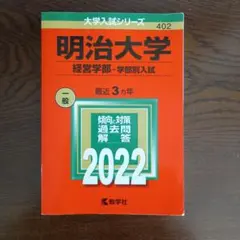 大学入試シリーズ
402
明治大学
経営学部-学部別入試
一般
最近3カ年
傾向と対策
過去問
解答
2022
教学社